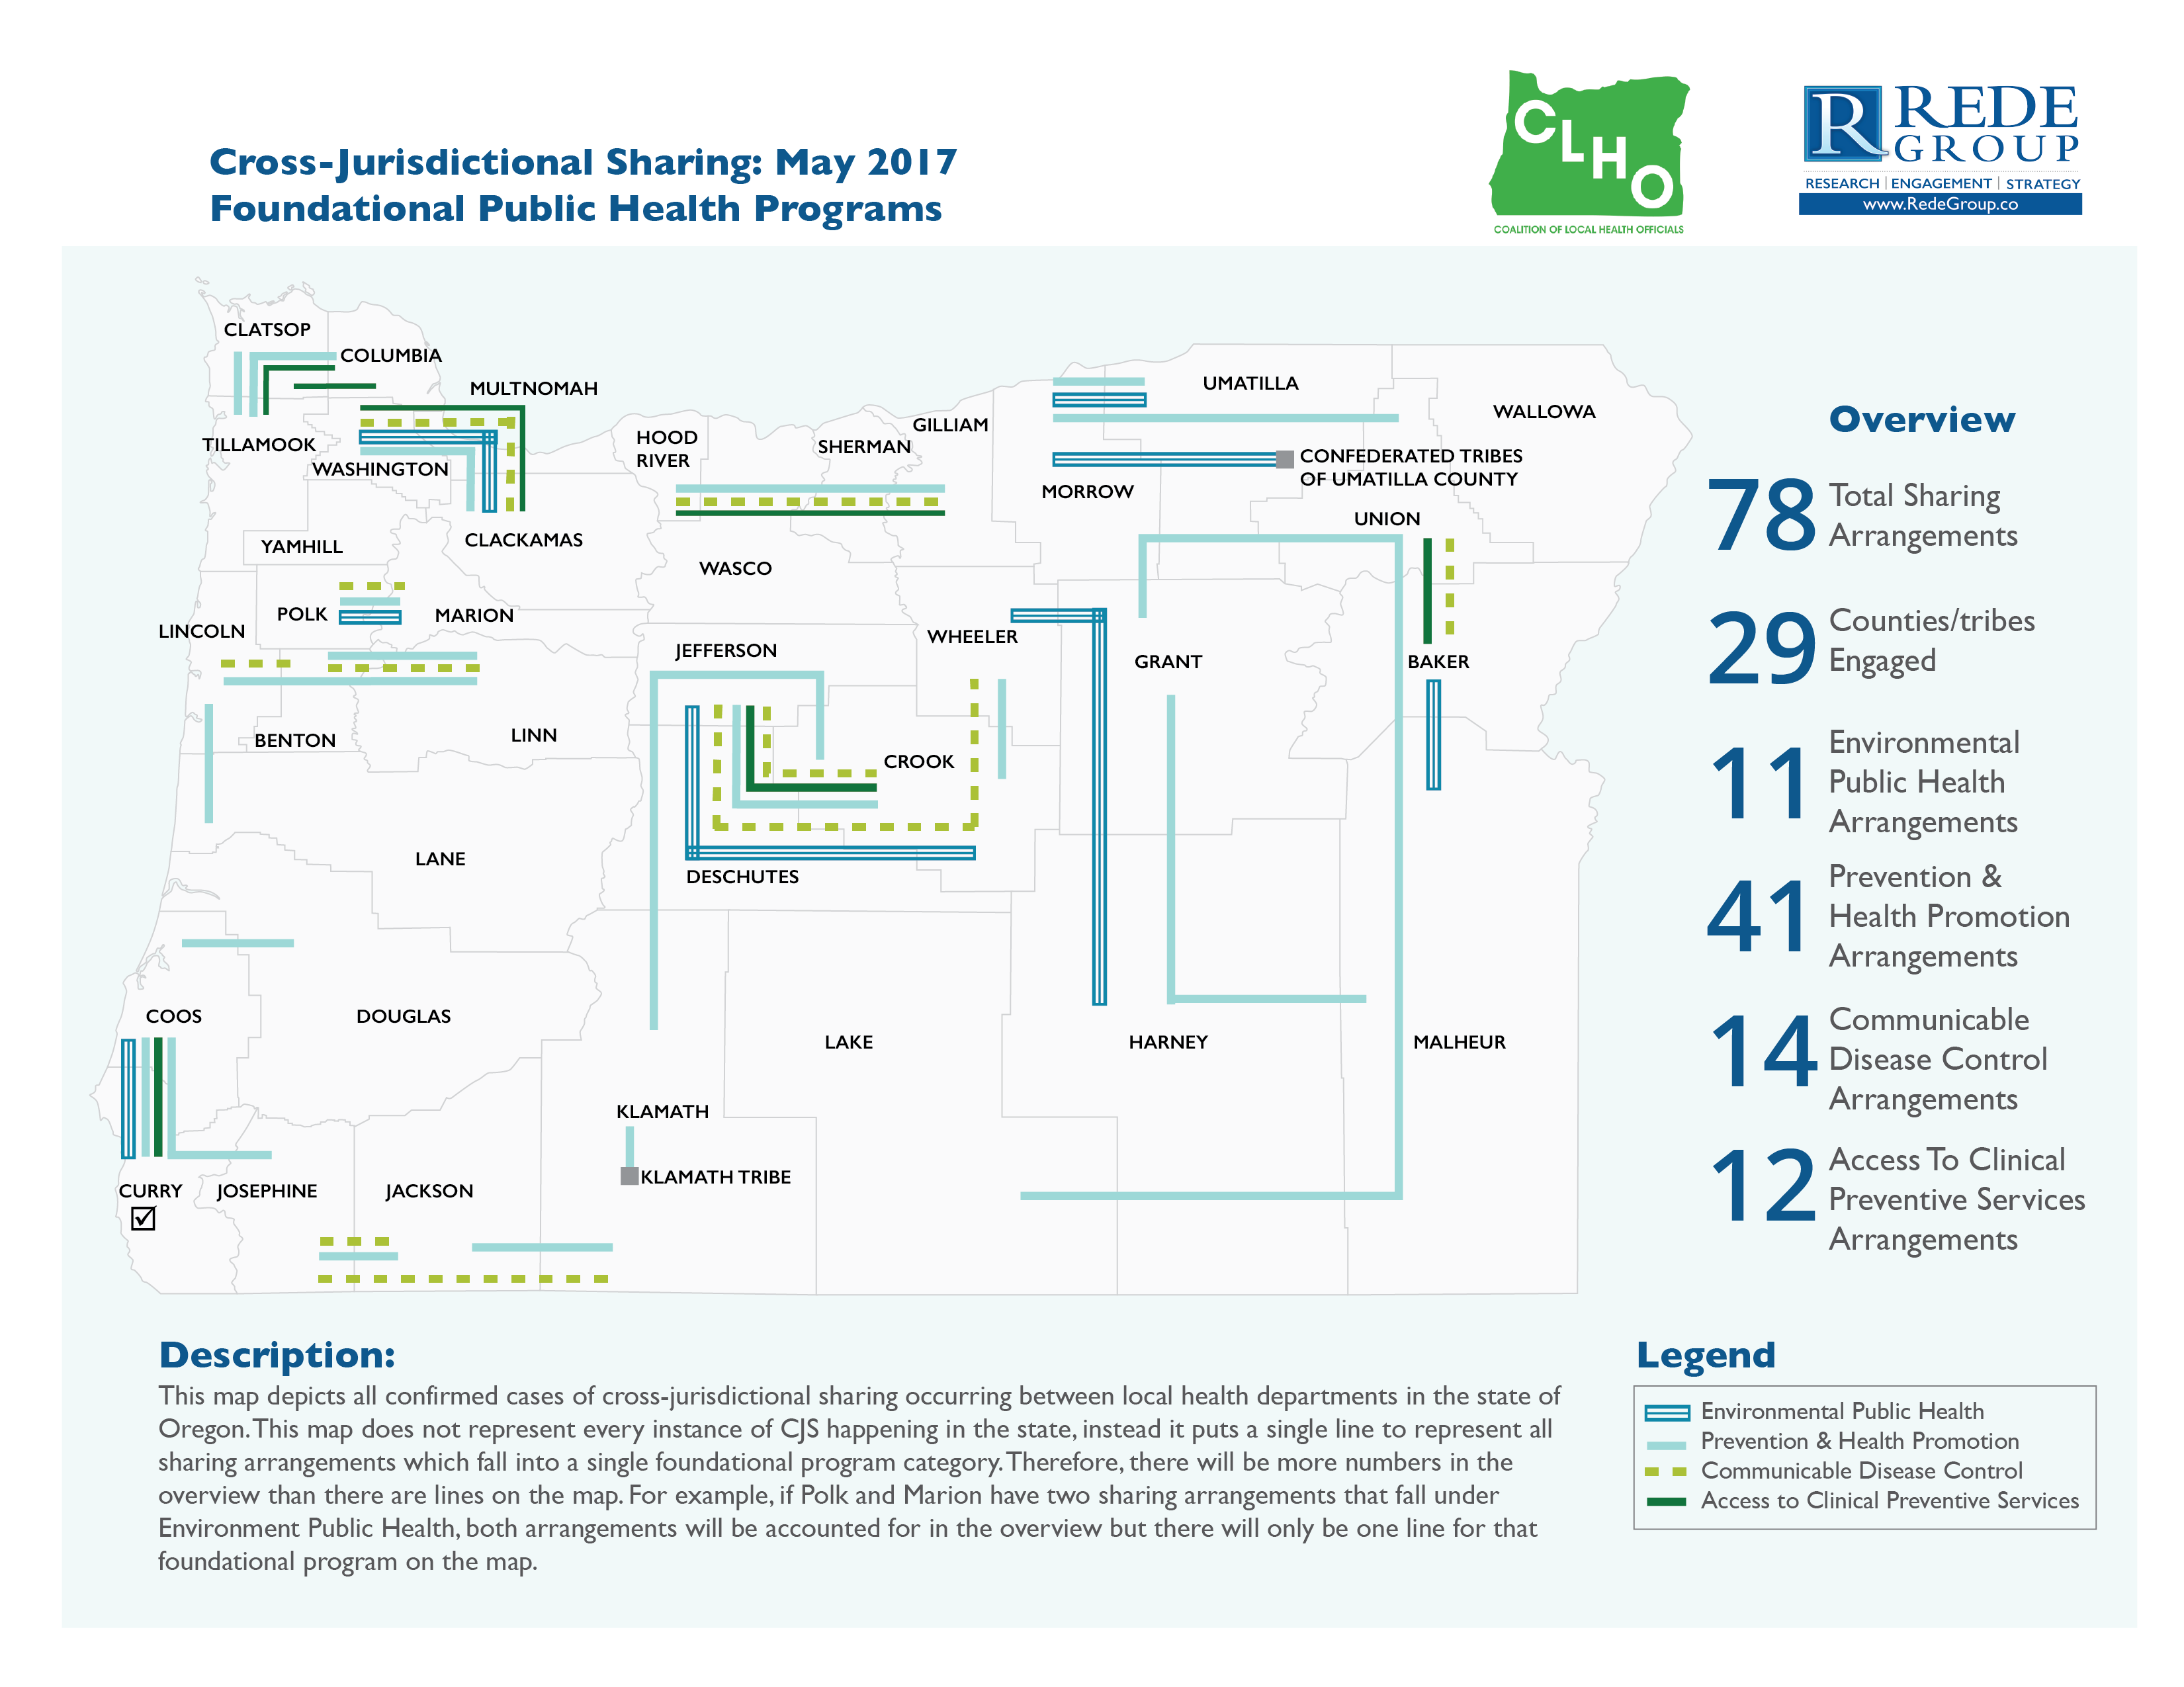 Cross-Jurisdictional Sharing: May 2017
Foundational Public Health Programs
CLHO
COALITION OF LOCAL HEALTH OFFICIALS
R REDE
GROUP
RESEARCH | ENGAGEMENT | STRATEGY
www.RedeGroup.co
CLATSOP
COLUMBIA
MULTNOMAH
TILLAMOOK
WASHINGTON
HOOD
RIVER
SHERMAN
GILLIAM
UMATILLA
WALLOWA
CONFEDERATED TRIBES
OF UMATILLA COUNTY
MORROW
UNION
YAMHILL
CLACKAMAS
WASCO
POLK
MARION
LINCOLN
JEFFERSON
WHEELER
GRANT
BAKER
BENTON
LINN
CROOK
LANE
DESCHUTES
COOS
DOUGLAS
LAKE
HARNEY
MALHEUR
KLAMATH
KLAMATH TRIBE
CURRY
JOSEPHINE
JACKSON
Overview
78 Total Sharing
Arrangements
29 Counties/tribes
Engaged
11 Environmental
Public Health
Arrangements
41 Prevention &
Health Promotion
Arrangements
14 Communicable
Disease Control
Arrangements
12 Access To Clinical
Preventive Services
Arrangements
Description:
This map depicts all confirmed cases of cross-jurisdictional sharing occurring between local health departments in the state of
Oregon. This map does not represent every instance of CJS happening in the state, instead it puts a single line to represent all
sharing arrangements which fall into a single foundational program category. Therefore, there will be more numbers in the
overview than there are lines on the map. For example, if Polk and Marion have two sharing arrangements that fall under
Environment Public Health, both arrangements will be accounted for in the overview but there will only be one line for that
foundational program on the map.
Legend
Environmental Public Health
Prevention & Health Promotion
Communicable Disease Control
Access to Clinical Preventive Services